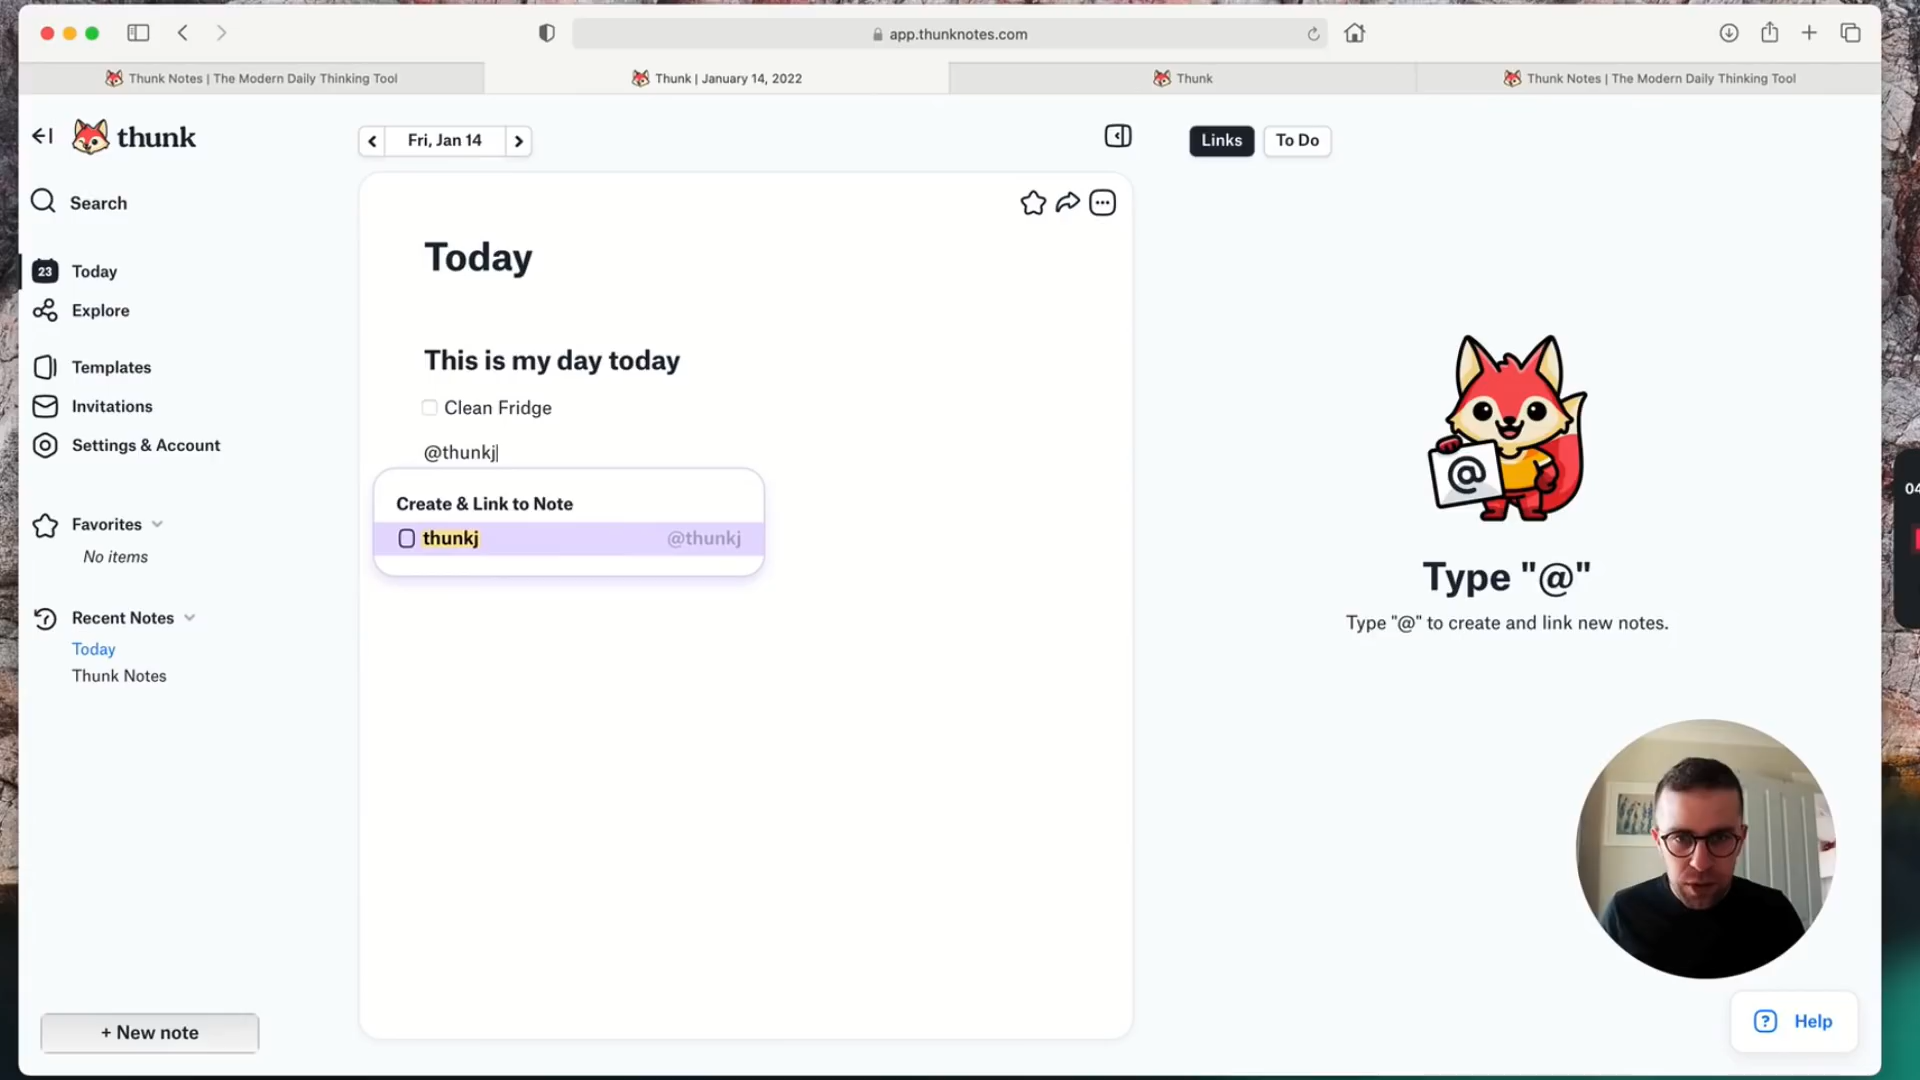 app.thunknotes.com
Thunk Notes | The Modern Daily Thinking Tool
Thunk | January 14, 2022
Thunk
Thunk Notes | The Modern Daily Thinking Tool
thunk
Fri, Jan 14
Links
To Do
Search
Today
23
Today
Explore
This is my day today
Templates
Clean Fridge
Invitations
Settings & Account
@thunkj
@
Create & Link to Note
thunkj
@thunkj
Favorites
No items
Type "@"
Type "@" to create and link new notes.
Recent Notes
Today
Thunk Notes
+ New note
? Help
04